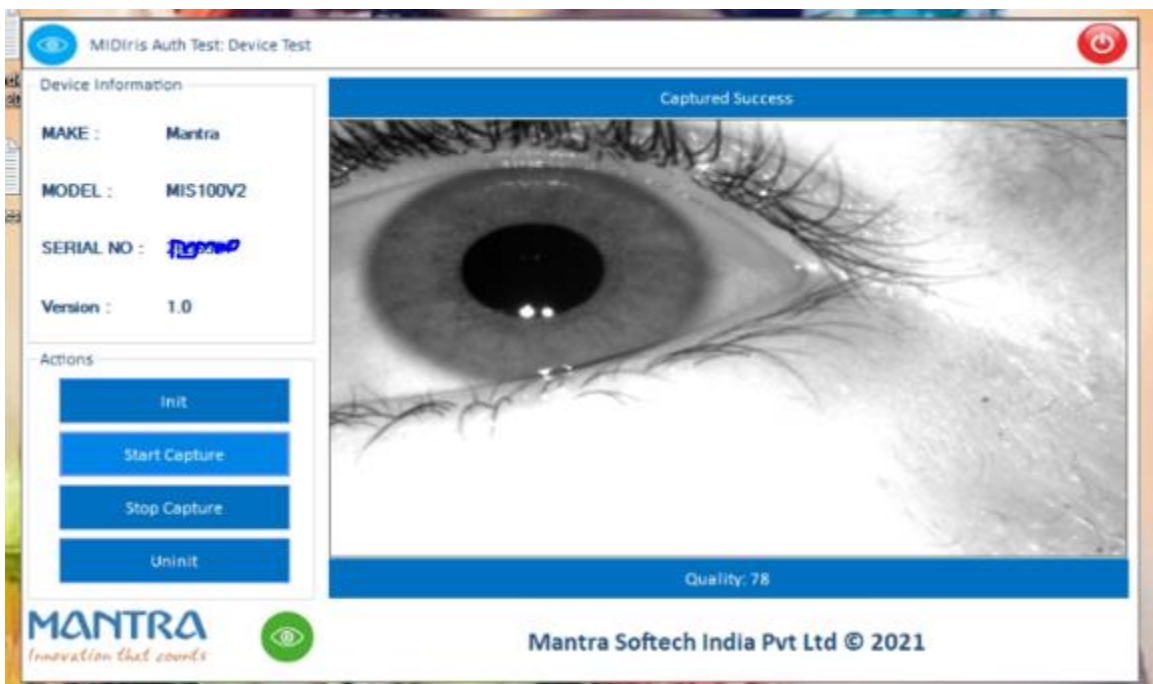 MIDIris Auth Test: Device Test
Device Information
MAKE : Mantra
MODEL : MIS100V2
SERIAL NO :
Version : 1.0
Actions
Init
Start Capture
Stop Capture
Uninit
Captured Success
Quality: 78
MANTRA
Innovation that counts
Mantra Softech India Pvt Ltd © 2021